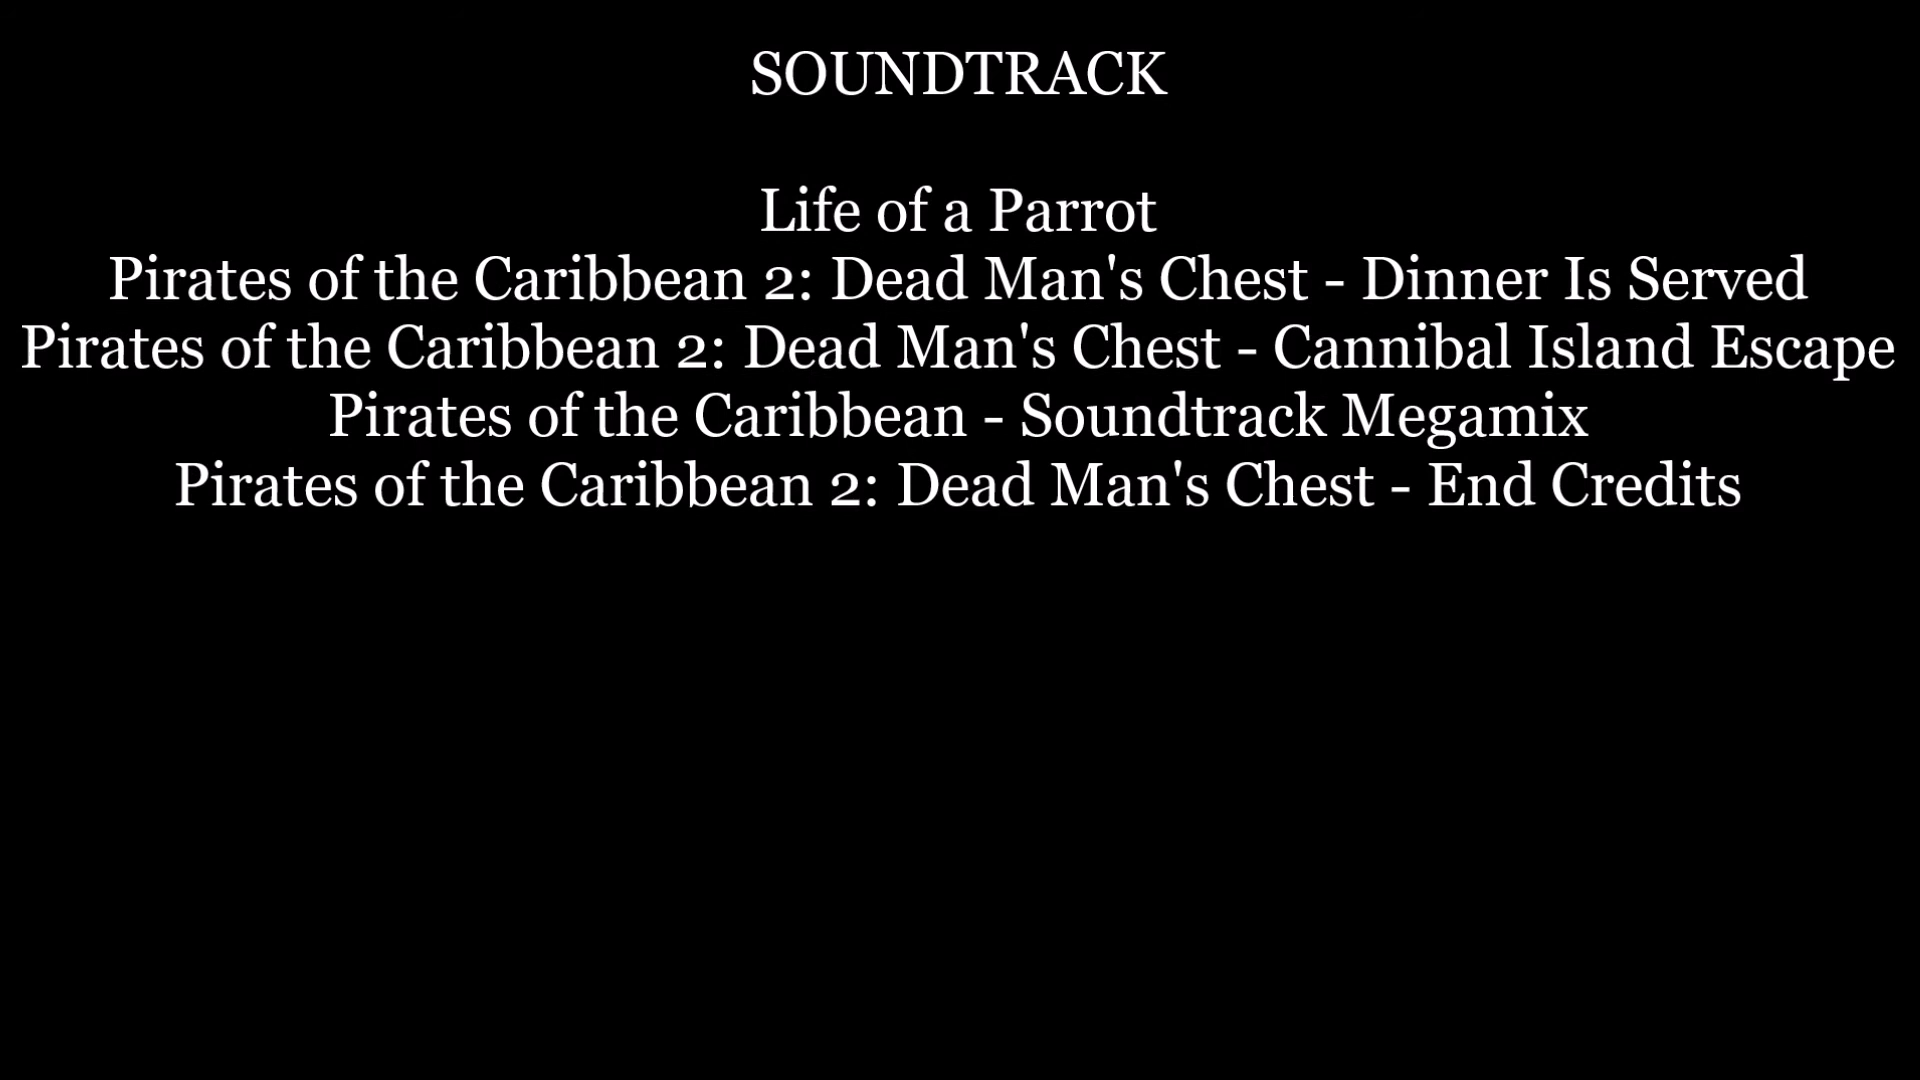 SOUNDTRACK
Life of a Parrot
Pirates of the Caribbean 2: Dead Man's Chest - Dinner Is Served
Pirates of the Caribbean 2: Dead Man's Chest - Cannibal Island Escape
Pirates of the Caribbean - Soundtrack Megamix
Pirates of the Caribbean 2: Dead Man's Chest - End Credits